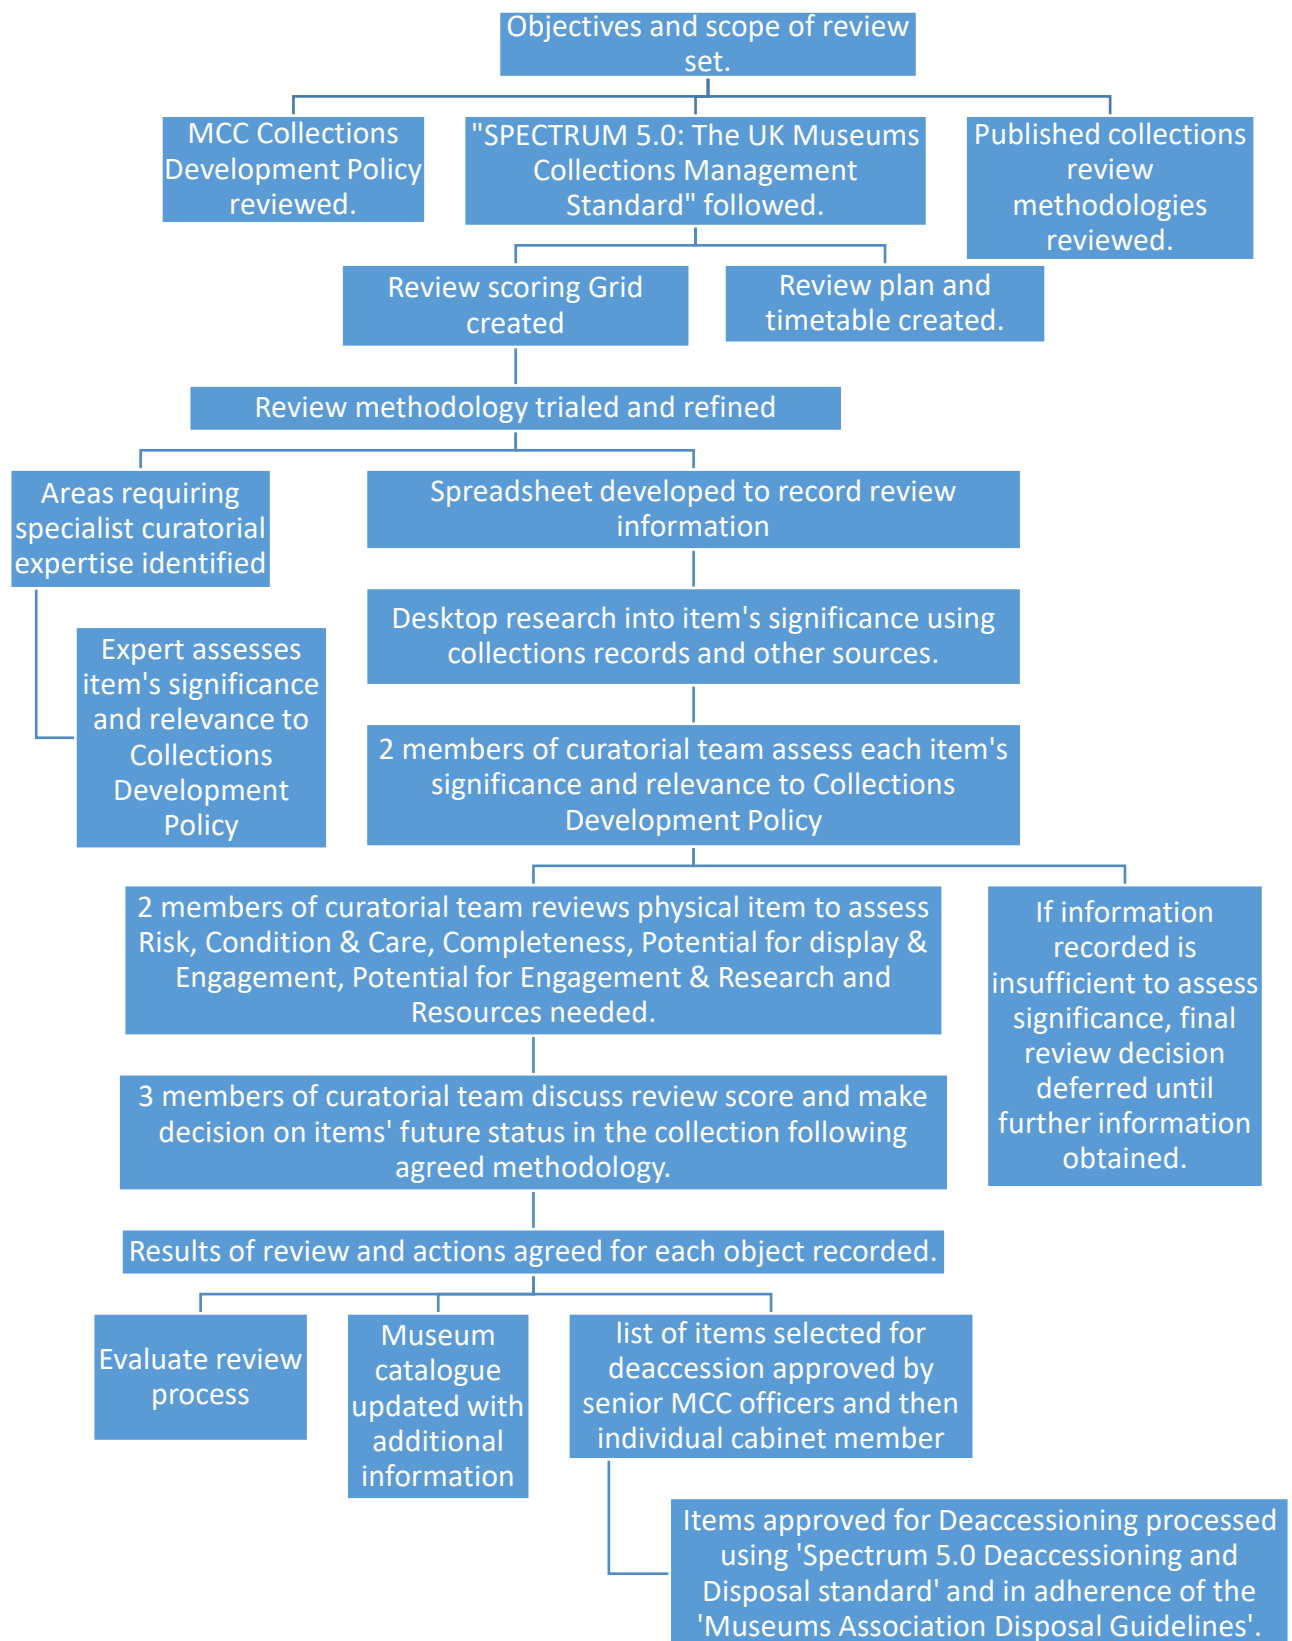 Objectives and scope of review
set.
MCC Collections
Development Policy
reviewed.
"SPECTRUM 5.0: The UK Museums
Collections Management
Standard" followed.
Published collections
review
methodologies
reviewed.
Review scoring Grid
created
Review plan and
timetable created.
Review methodology trialed and refined
Areas requiring
specialist curatorial
expertise identified
Spreadsheet developed to record review
information
Expert assesses
item's significance
and relevance to
Collections
Development
Policy
Desktop research into item's significance using
collections records and other sources.
2 members of curatorial team assess each item's
significance and relevance to Collections
Development Policy
2 members of curatorial team reviews physical item to assess
Risk, Condition & Care, Completeness, Potential for display &
Engagement, Potential for Engagement & Research and
Resources needed.
If information
recorded is
insufficient to assess
significance, final
review decision
deferred until
further information
obtained.
3 members of curatorial team discuss review score and make
decision on items' future status in the collection following
agreed methodology.
Results of review and actions agreed for each object recorded.
Evaluate review
process
Museum
catalogue
updated with
additional
information
list of items selected for
deaccession approved by
senior MCC officers and then
individual cabinet member
Items approved for Deaccessioning processed
using 'Spectrum 5.0 Deaccessioning and
Disposal standard' and in adherence of the
'Museums Association Disposal Guidelines'.